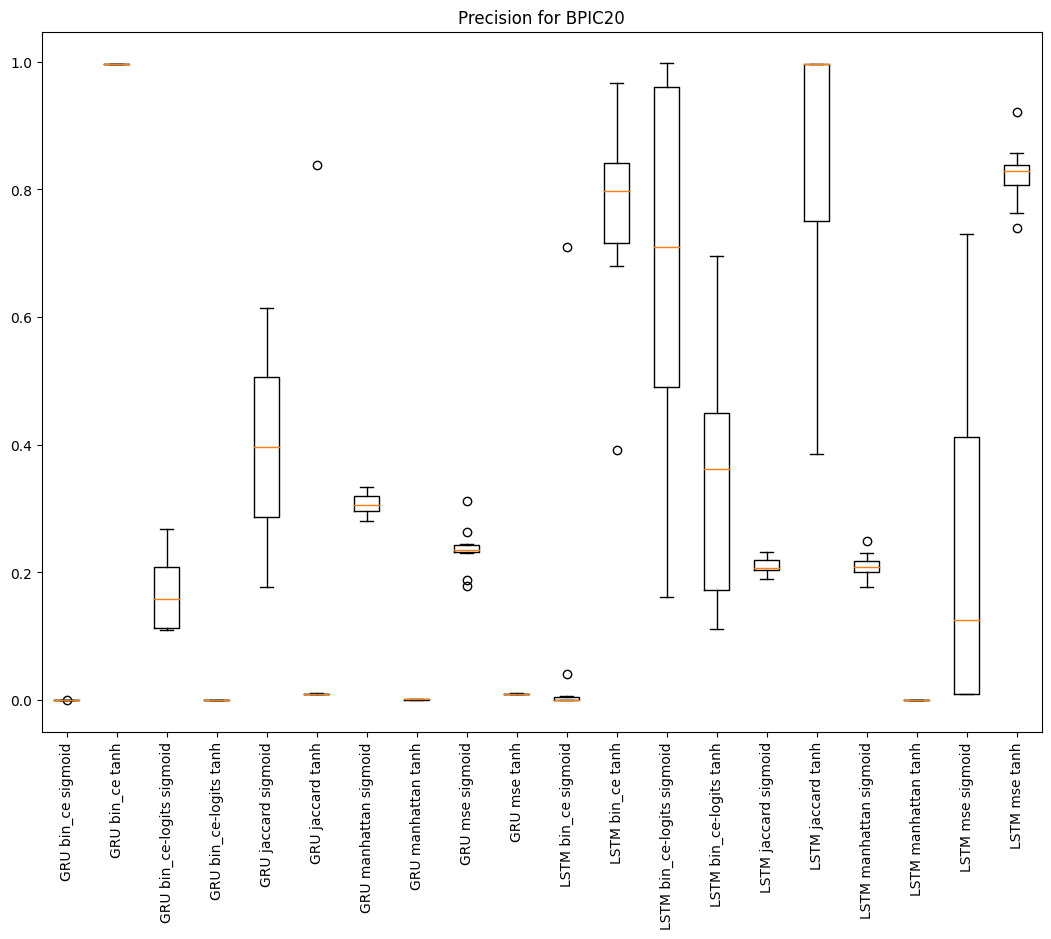 Precision for BPIC20
1.0
0.8
0.6
0.4
0.2
0.0
GRU bin_ce sigmoid
GRU bin_ce tanh
GRU bin_ce-logits sigmoid
GRU bin_ce-logits tanh
GRU jaccard sigmoid
GRU jaccard tanh
GRU manhattan sigmoid
GRU manhattan tanh
GRU mse sigmoid
GRU mse tanh
LSTM bin_ce sigmoid
LSTM bin_ce tanh
LSTM bin_ce-logits sigmoid
LSTM bin_ce-logits tanh
LSTM jaccard sigmoid
LSTM jaccard tanh
LSTM manhattan sigmoid
LSTM manhattan tanh
LSTM mse sigmoid
LSTM mse tanh